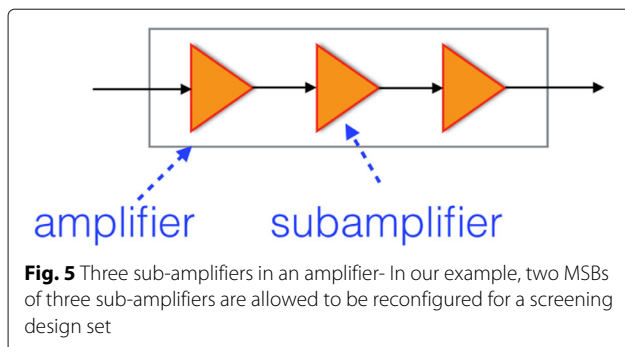 amplifier
subamplifier
Fig. 5 Three sub-amplifiers in an amplifier- In our example, two MSBs
of three sub-amplifiers are allowed to be reconfigured for a screening
design set